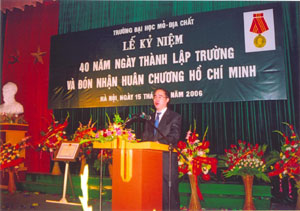 TRƯỜNG ĐẠI HỌC MỎ-ĐỊA CHẤT
LỄ KỶ NIỆM
40 NĂM NGÀY THÀNH LẬP TRƯỜNG
VÀ ĐÓN NHẬN HUÂN CHƯƠNG HỒ CHÍ MINH
HÀ NỘI, NGÀY 15 THÁNG NĂM 2006